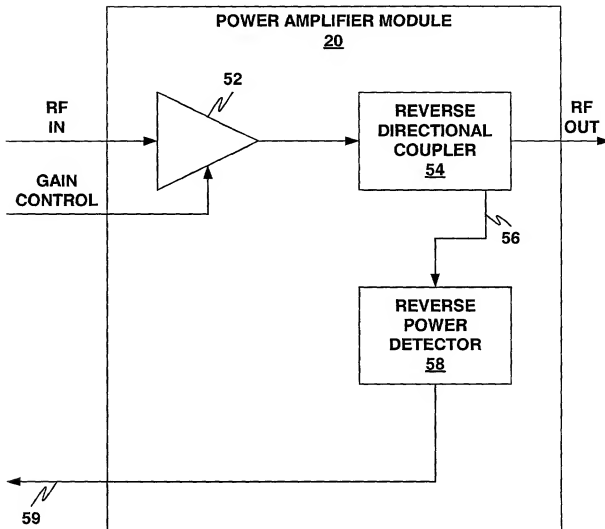 POWER AMPLIFIER MODULE
20
52
RF
IN
REVERSE
DIRECTIONAL
COUPLER
54
RF
OUT
GAIN
CONTROL
56
REVERSE
POWER
DETECTOR
58
59